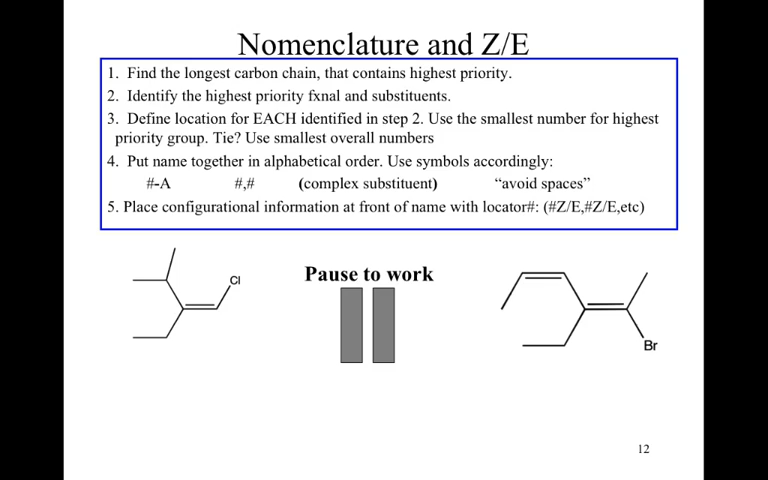 Nomenclature and Z/E
1. Find the longest carbon chain, that contains highest priority.
2. Identify the highest priority fxnal and substituents.
3. Define location for EACH identified in step 2. Use the smallest number for highest
priority group. Tie? Use smallest overall numbers
4. Put name together in alphabetical order. Use symbols accordingly:
#-A #,# (complex substituent) “avoid spaces”
5. Place configurational information at front of name with locator#: (#Z/E,#Z/E,etc)
Cl
Pause to work
Br
12